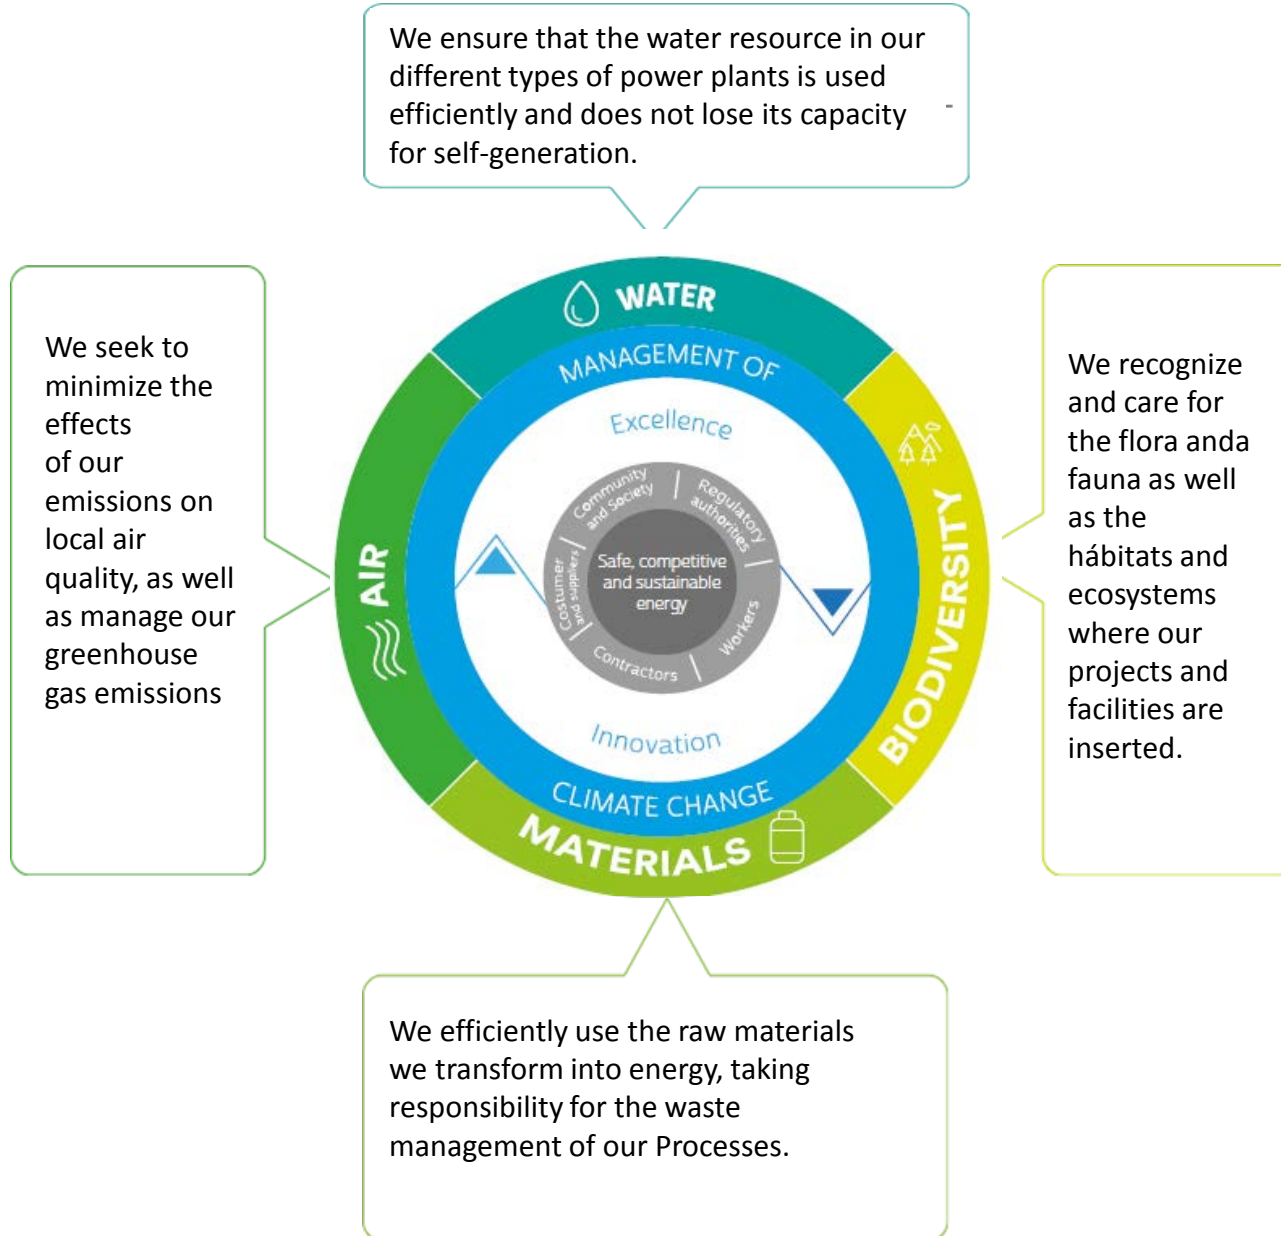 We ensure that the water resource in our
different types of power plants is used
efficiently and does not lose its capacity -
for self-generation.
We seek to
minimize the
effects
of our
emissions on
local air
quality, as well
as manage our
greenhouse
gas emissions
WATER
MANAGEMENT OF
Excellence
Community
and Society
Regulatory
authorities
Costumer
and suppliers
Safe, competitive
and sustainable
energy
Workers
Contractors
Innovation
CLIMATE CHANGE
AIR
MATERIALS
BIODIVERSITY
We recognize
and care for
the flora anda
fauna as well
as the
hábitats and
ecosystems
where our
projects and
facilities are
inserted.
We efficiently use the raw materials
we transform into energy, taking
responsibility for the waste
management of our Processes.